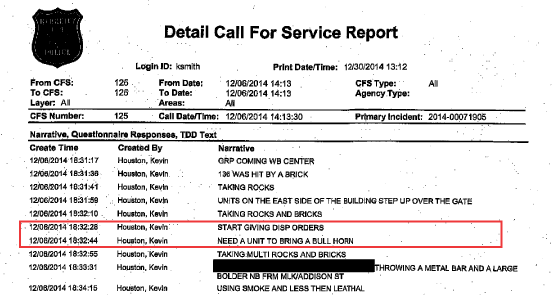 Detail Call For Service Report
Login ID: ksmith Print Date/Time: 12/30/2014 13:12
From CFS: 125 From Date: 12/06/2014 14:13 CFS Type: All
To CFS: 125 To Date: 12/06/2014 14:13 Agency Type:
Layer: All Areas: All
CFS Number: 125 Call Date/Time: 12/06/2014 14:13:30 Primary Incident: 2014-00071905
Narrative, Questionnaire Responses, TDD Text
Create Time Created By Narrative
12/06/2014 18:31:17 Houston, Kevin GRP COMING WB CENTER
12/06/2014 18:31:36 Houston, Kevin 136 WAS HIT BY A BRICK
12/06/2014 18:31:41 Houston, Kevin TAKING ROCKS
12/06/2014 18:31:59 Houston, Kevin UNITS ON THE EAST SIDE OF THE BUILDING STEP UP OVER THE GATE
12/06/2014 18:32:10 Houston, Kevin TAKING ROCKS AND BRICKS
12/06/2014 18:32:28 Houston, Kevin START GIVING DISP ORDERS
12/06/2014 18:32:44 Houston, Kevin NEED A UNIT TO BRING A BULL HORN
12/06/2014 18:32:55 Houston, Kevin TAKING MULTI ROCKS AND BRICKS
12/06/2014 18:33:31 Houston, Kevin THROWING A METAL BAR AND A LARGE
BOLDER NB FRM MLK/ADDISON ST
12/06/2014 18:34:15 Houston, Kevin USING SMOKE AND LESS THEN LEATHAL